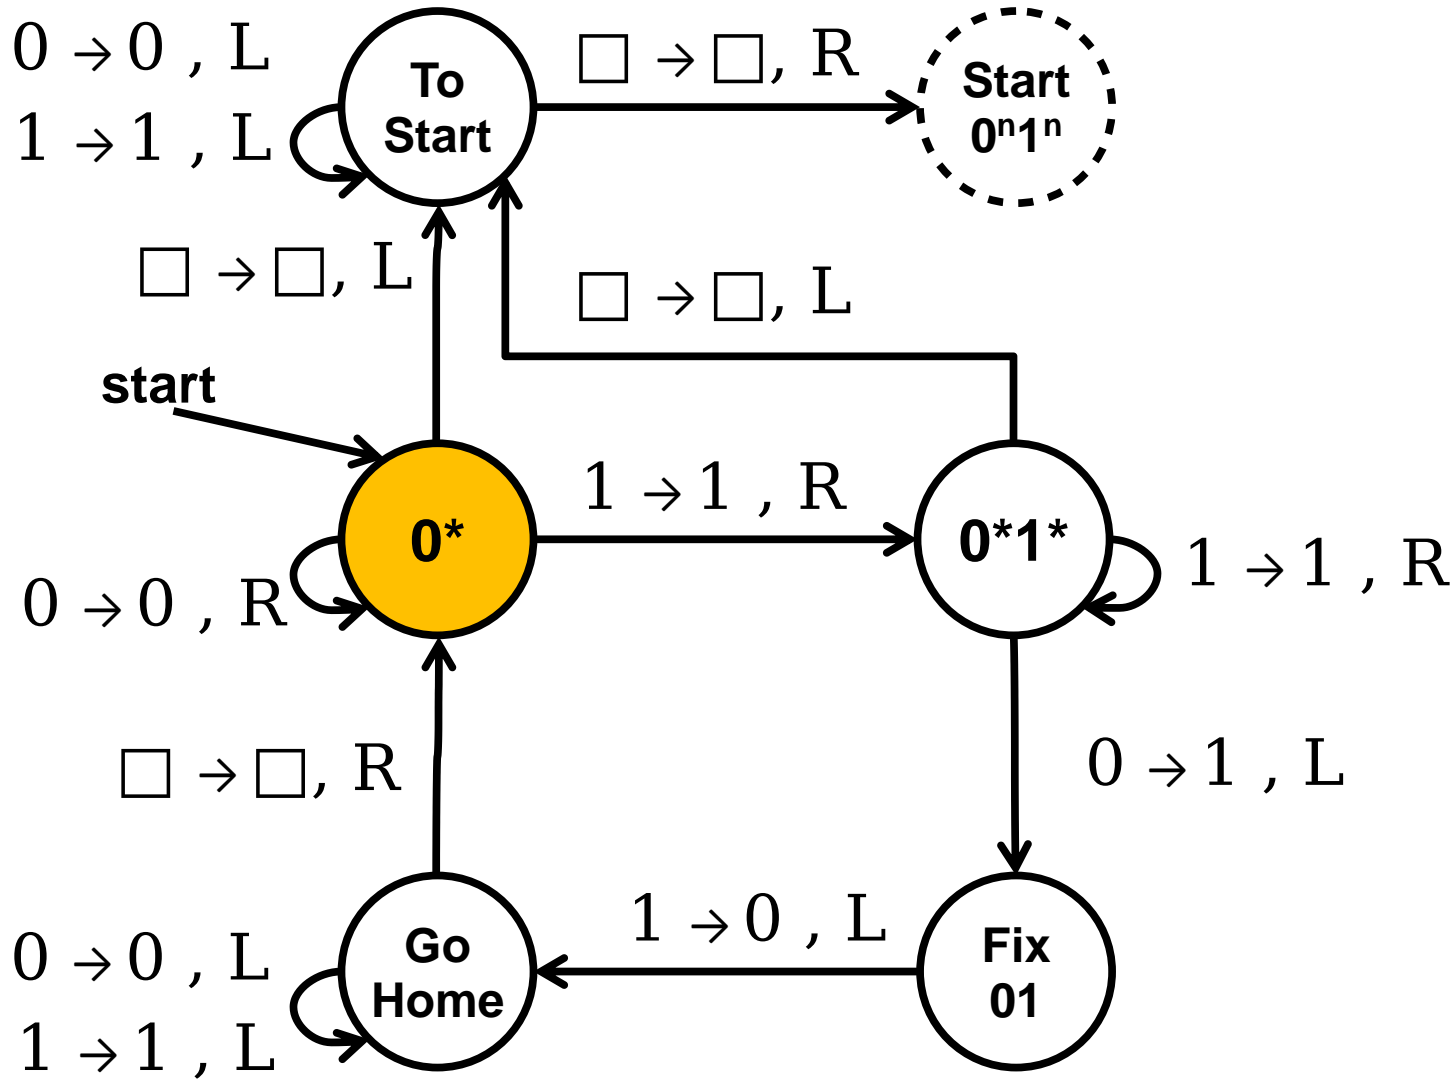 0 → 0 , L
1 → 1 , L
To
Start
□ → □, R
Start
0ⁿ1ⁿ
□ → □, L
□ → □, L
start
0*
1 → 1 , R
0*1*
1 → 1 , R
0 → 0 , R
□ → □, R
0 → 1 , L
1 → 0 , L
Go
Home
Fix
01
0 → 0 , L
1 → 1 , L